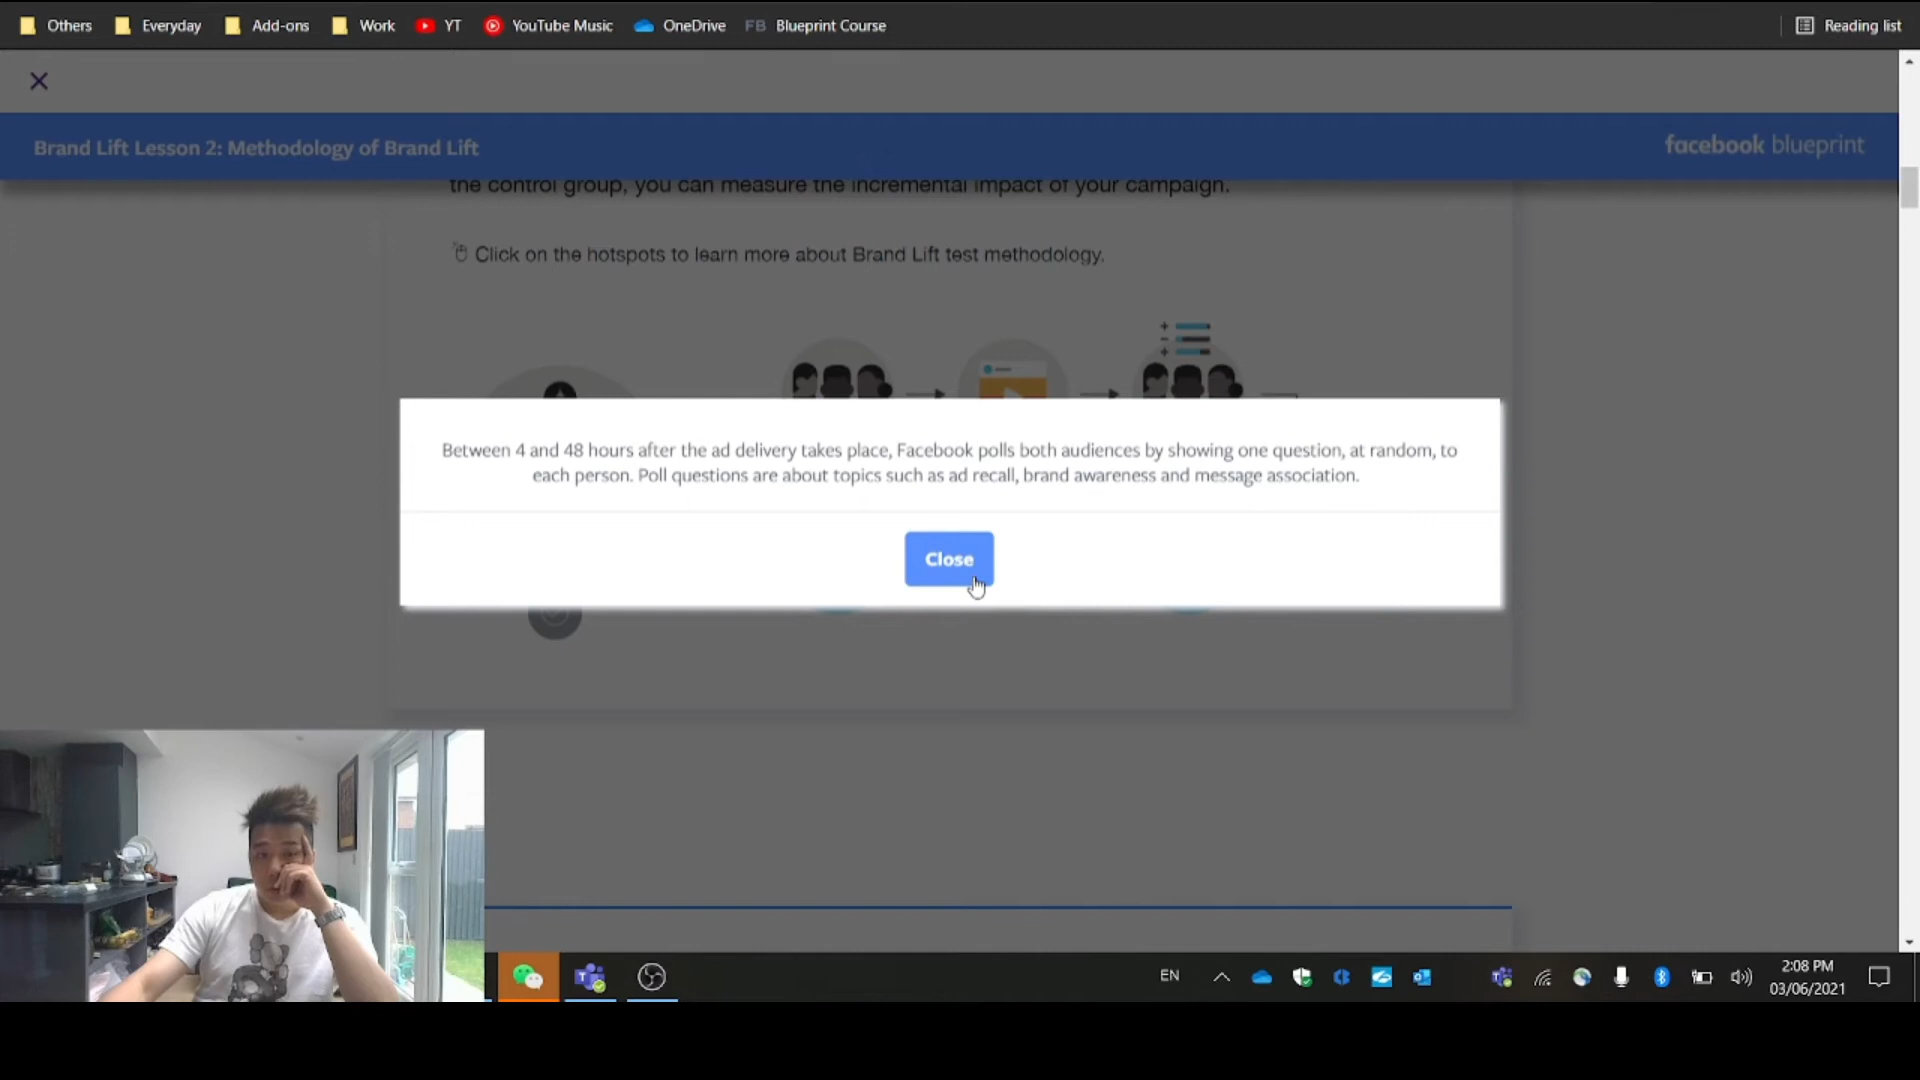 Others Everyday Add-ons Work YT YouTube Music OneDrive FB Blueprint Course Reading list
Brand Lift Lesson 2: Methodology of Brand Lift
facebook blueprint
the control group, you can measure the incremental impact of your campaign.
Click on the hotspots to learn more about Brand Lift test methodology.
Between 4 and 48 hours after the ad delivery takes place, Facebook polls both audiences by showing one question, at random, to
each person. Poll questions are about topics such as ad recall, brand awareness and message association.
Close
EN
2:08 PM
03/06/2021